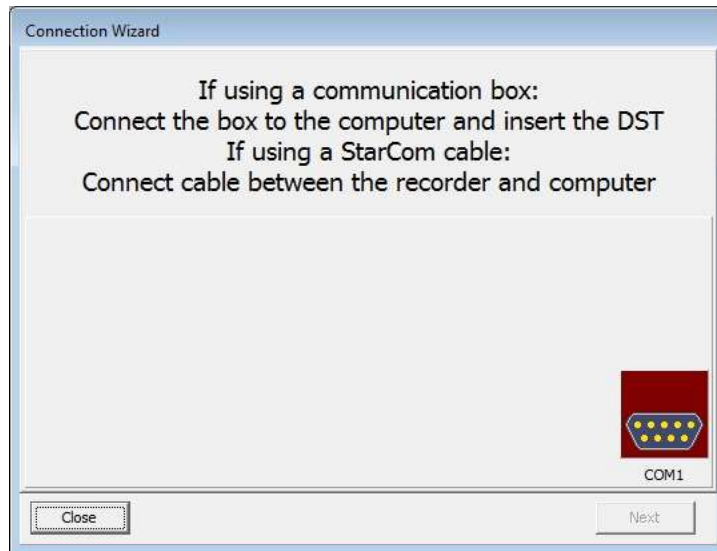 Connection Wizard
If using a communication box:
Connect the box to the computer and insert the DST
If using a StarCom cable:
Connect cable between the recorder and computer
COM1
Close
Next